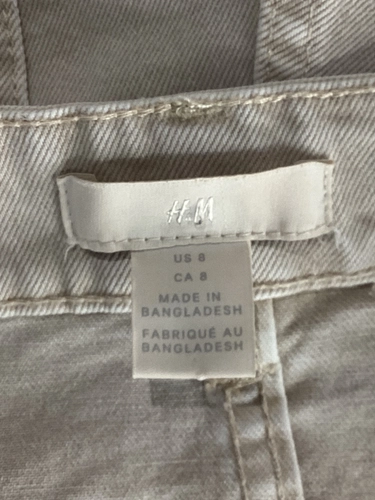 H&M
US 8
CA 8
MADE IN
BANGLADESH
FABRIQUÉ AU
BANGLADESH